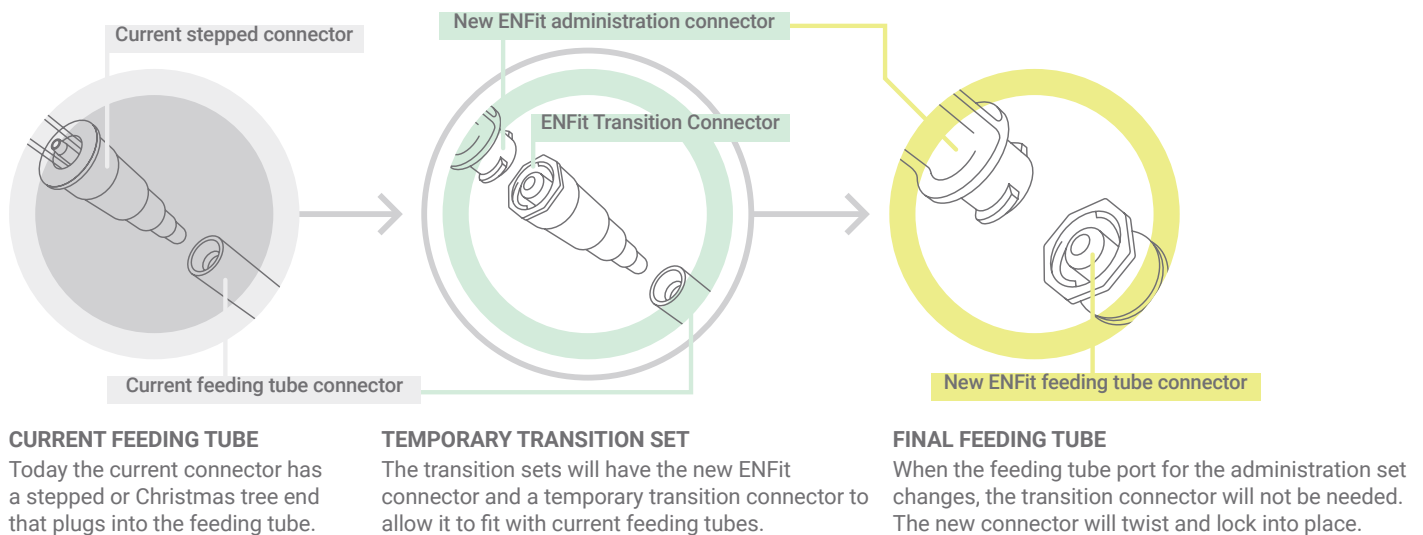 Current stepped connector
New ENFit administration connector
ENFit Transition Connector
Current feeding tube connector
New ENFit feeding tube connector
CURRENT FEEDING TUBE
Today the current connector has
a stepped or Christmas tree end
that plugs into the feeding tube.
TEMPORARY TRANSITION SET
The transition sets will have the new ENFit
connector and a temporary transition connector to
allow it to fit with current feeding tubes.
FINAL FEEDING TUBE
When the feeding tube port for the administration set
changes, the transition connector will not be needed.
The new connector will twist and lock into place.